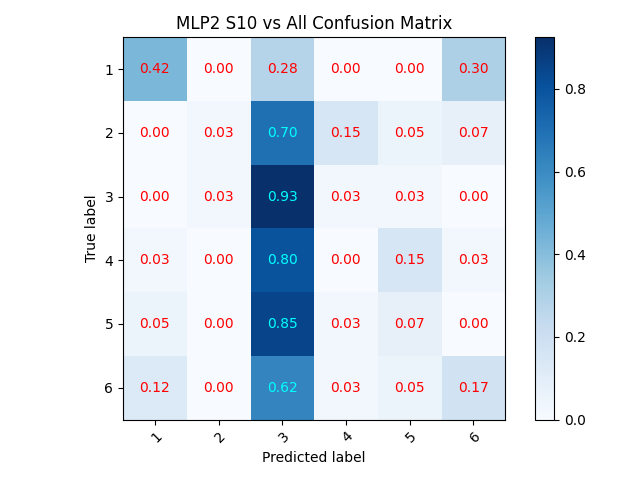 MLP2 S10 vs All Confusion Matrix
True label
1 0.42 0.00 0.28 0.00 0.00 0.30
2 0.00 0.03 0.70 0.15 0.05 0.07
3 0.00 0.03 0.93 0.03 0.03 0.00
4 0.03 0.00 0.80 0.00 0.15 0.03
5 0.05 0.00 0.85 0.03 0.07 0.00
6 0.12 0.00 0.62 0.03 0.05 0.17
1 2 3 4 5 6
Predicted label
0.8
0.6
0.4
0.2
0.0